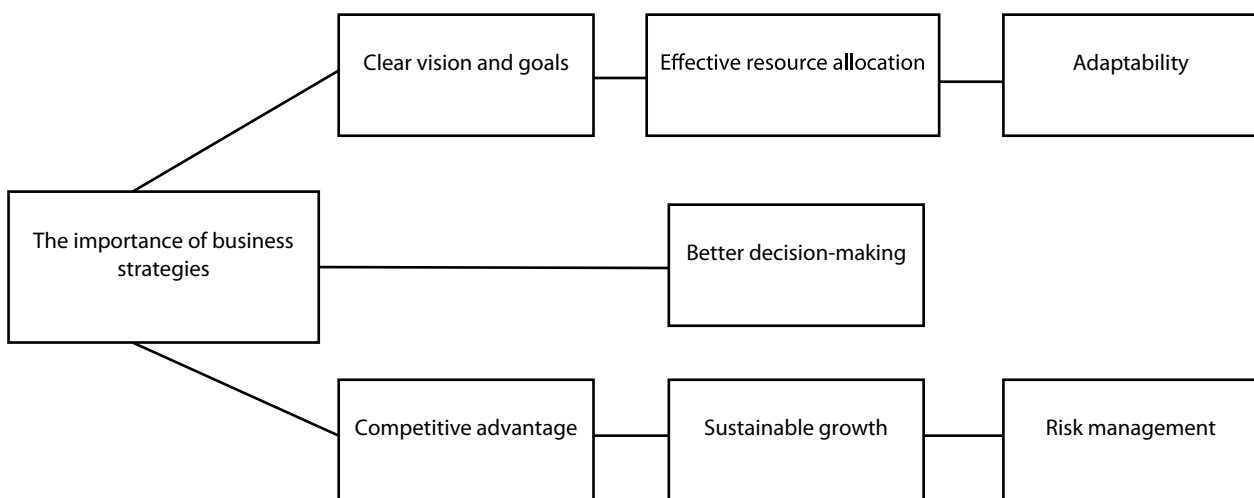 Clear vision and goals
Effective resource allocation
Adaptability
The importance of business
strategies
Better decision-making
Competitive advantage
Sustainable growth
Risk management